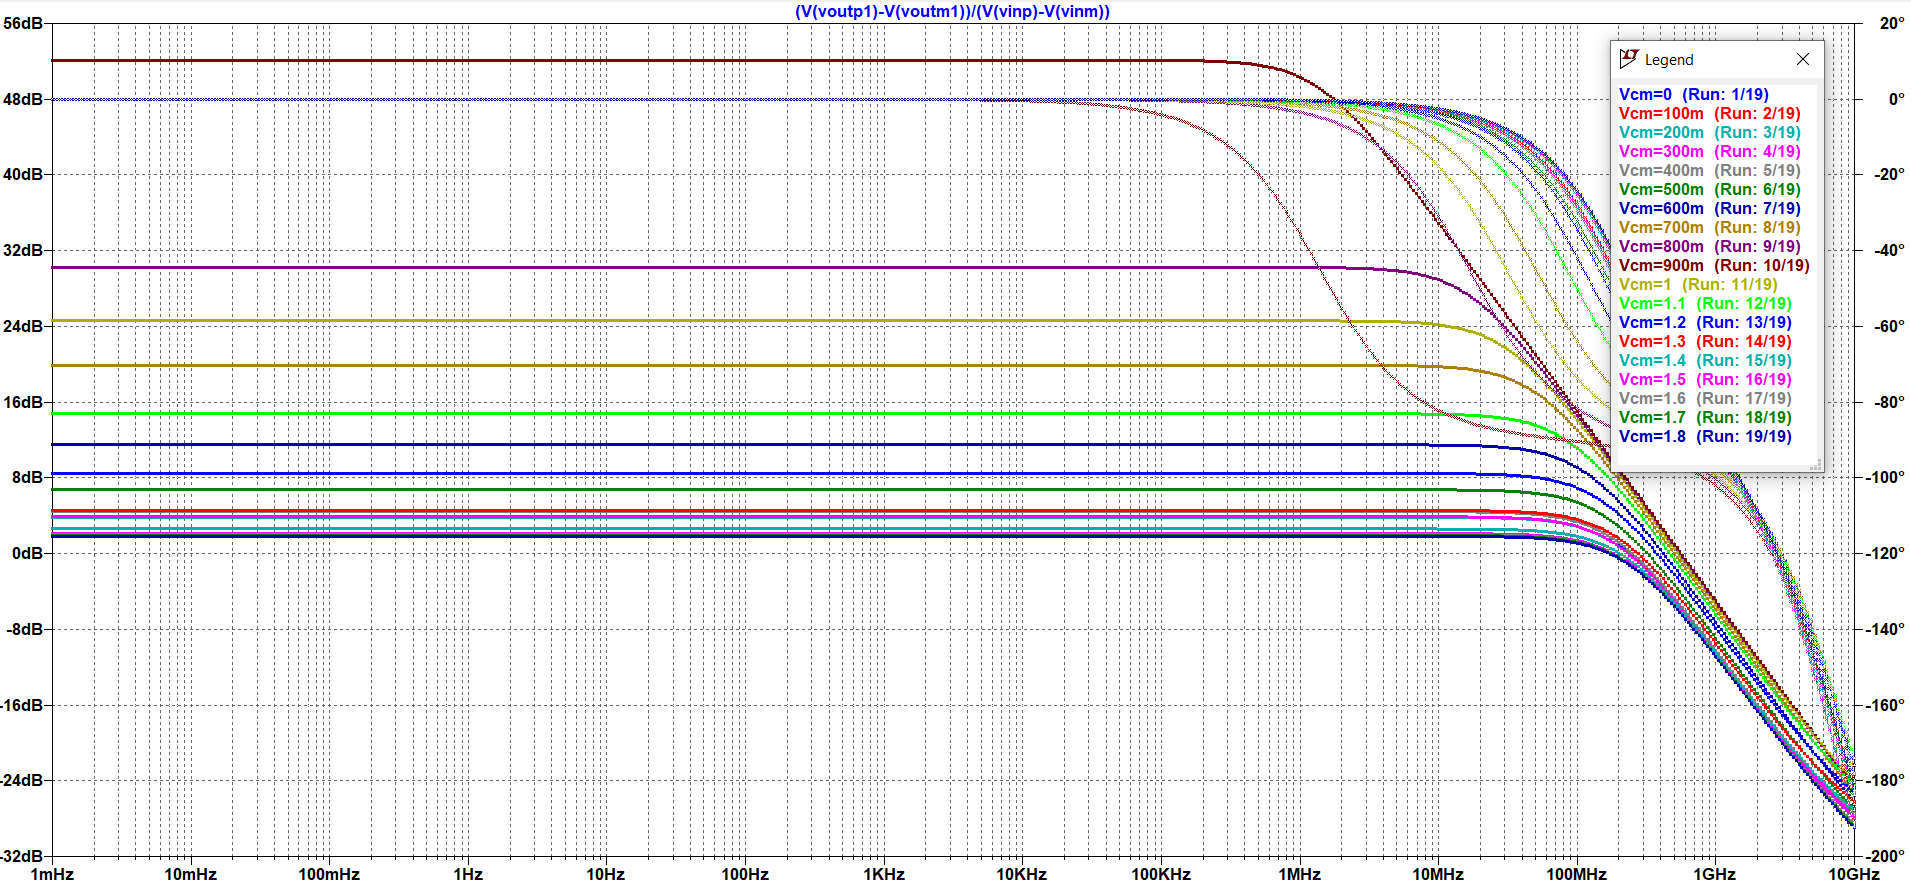 (V(voutp1)-V(voutm1))/(V(vinp)-V(vinm))
56dB
48dB
40dB
32dB
24dB
16dB
8dB
0dB
-8dB
-16dB
-24dB
-32dB
20°
0°
-20°
-40°
-60°
-80°
-100°
-120°
-140°
-160°
-180°
-200°
Legend
Vcm=0 (Run: 1/19)
Vcm=100m (Run: 2/19)
Vcm=200m (Run: 3/19)
Vcm=300m (Run: 4/19)
Vcm=400m (Run: 5/19)
Vcm=500m (Run: 6/19)
Vcm=600m (Run: 7/19)
Vcm=700m (Run: 8/19)
Vcm=800m (Run: 9/19)
Vcm=900m (Run: 10/19)
Vcm=1 (Run: 11/19)
Vcm=1.1 (Run: 12/19)
Vcm=1.2 (Run: 13/19)
Vcm=1.3 (Run: 14/19)
Vcm=1.4 (Run: 15/19)
Vcm=1.5 (Run: 16/19)
Vcm=1.6 (Run: 17/19)
Vcm=1.7 (Run: 18/19)
Vcm=1.8 (Run: 19/19)
1mHz 10mHz 100mHz 1Hz 10Hz 100Hz 1KHz 10KHz 100KHz 1MHz 10MHz 100MHz 1GHz 10GHz